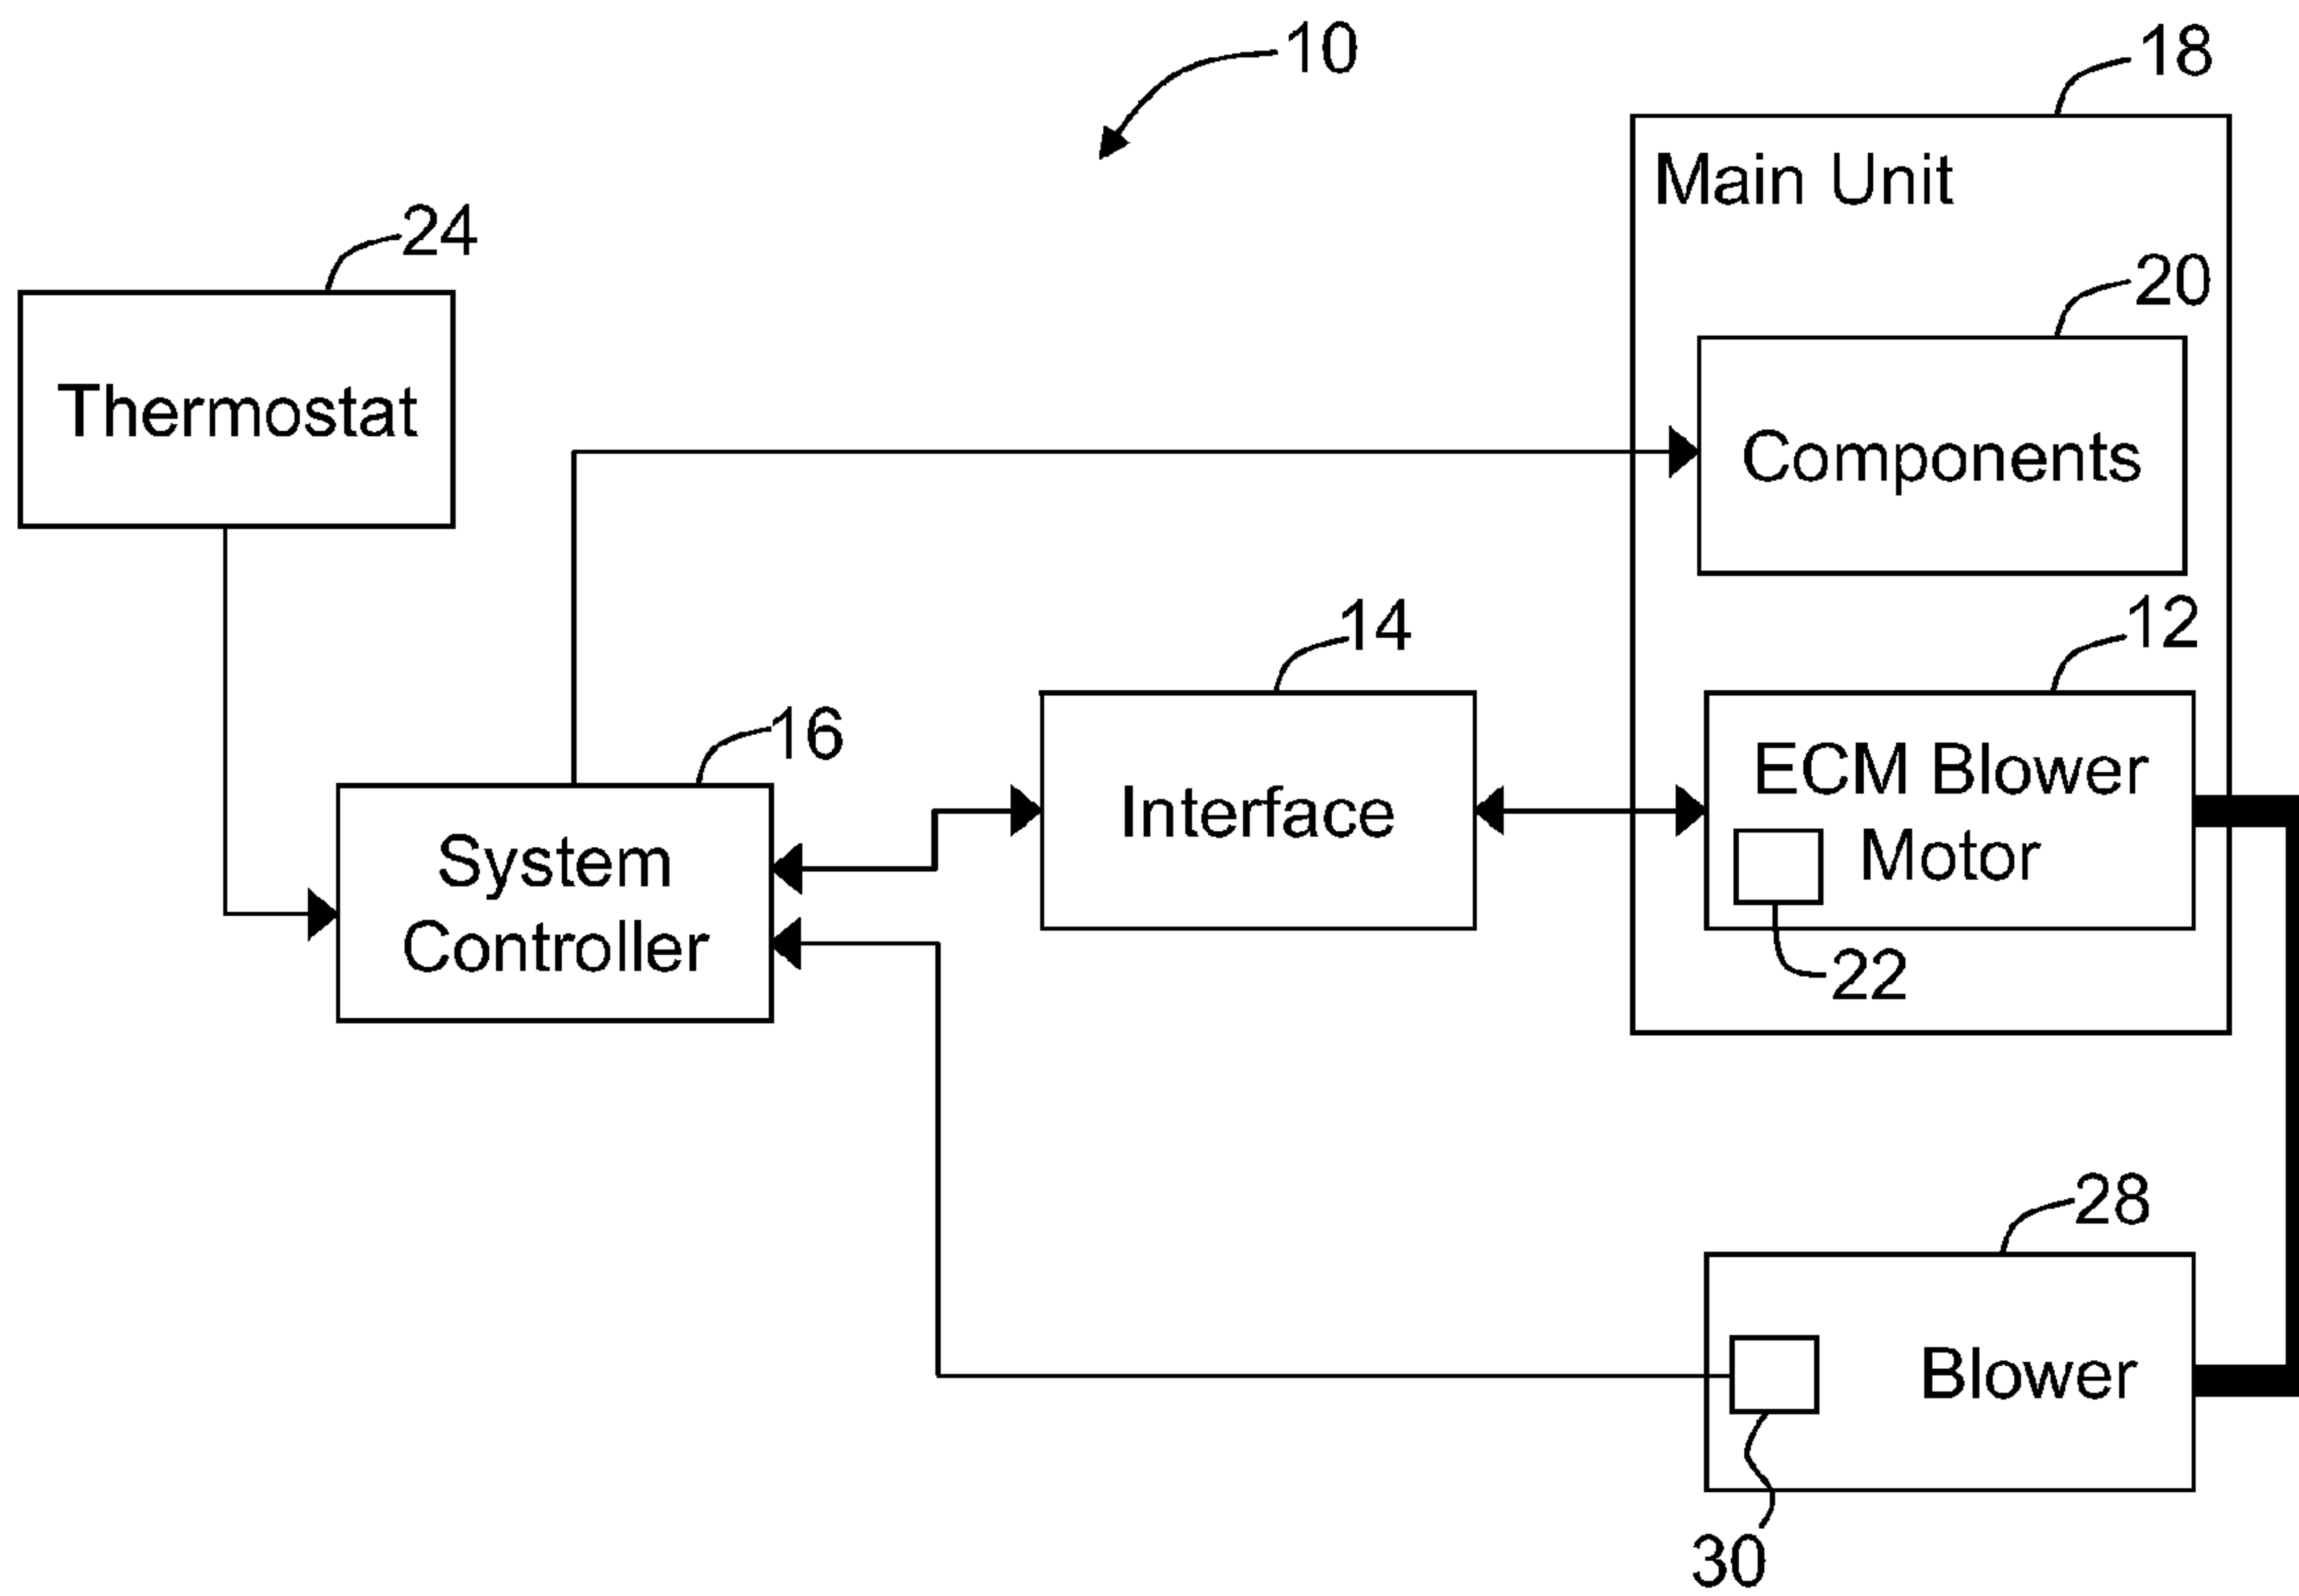 10
18
Main Unit
24
20
Thermostat
Components
14
12
16
Interface
ECM Blower
Motor
System
Controller
22
28
Blower
30